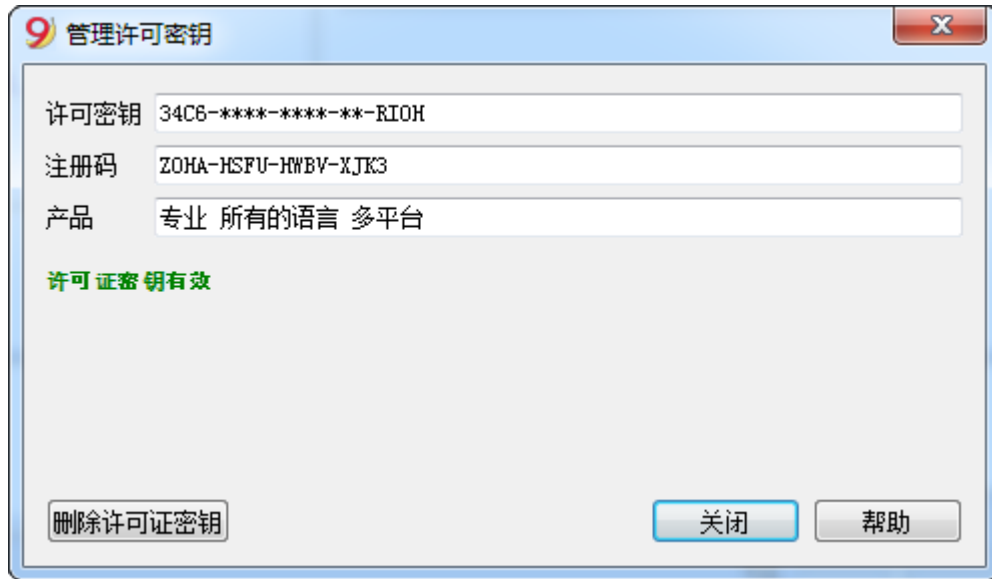 9 管理许可密钥
许可密钥 34C6-****-****-**-RIOH
注册码 ZOHA-HSFU-HWBV-XJK3
产品 专业 所有的语言 多平台
许可证密钥有效
删除许可证密钥 关闭 帮助